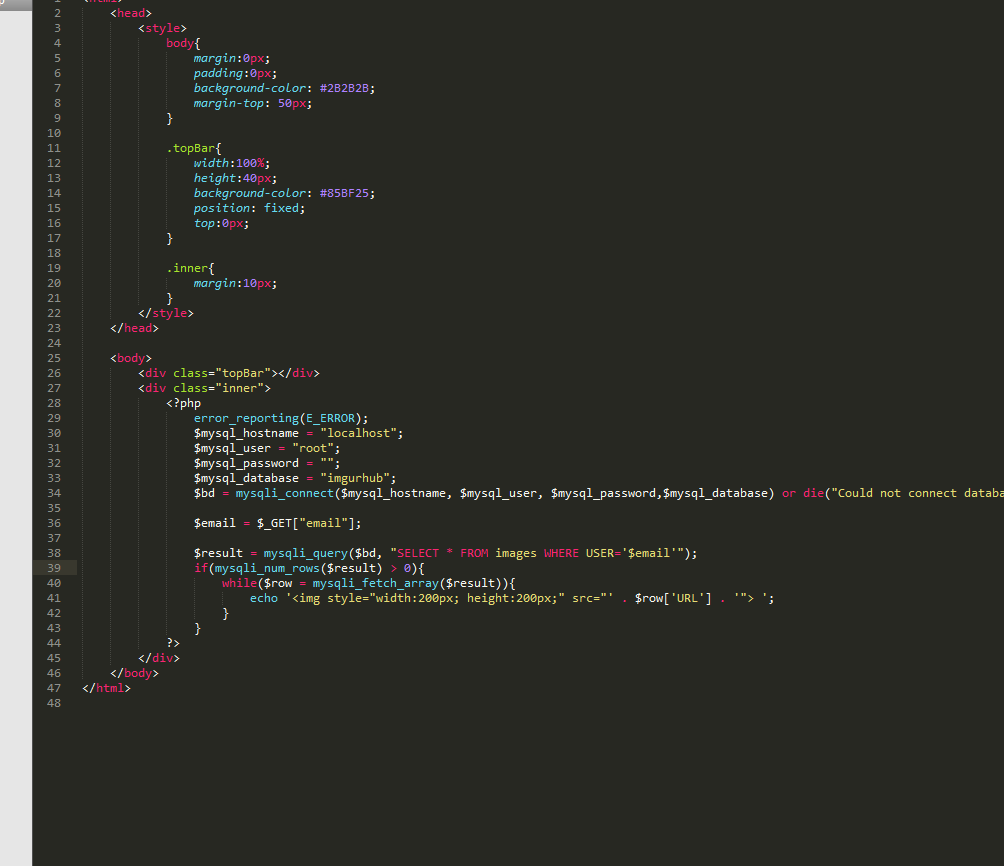 1 <html>
2 <head>
3 <style>
4 body{
5 margin:0px;
6 padding:0px;
7 background-color: #2B2B2B;
8 margin-top: 50px;
9 }
10
11 .topBar{
12 width:100%;
13 height:40px;
14 background-color: #85BF25;
15 position: fixed;
16 top:0px;
17 }
18
19 .inner{
20 margin:10px;
21 }
22 </style>
23 </head>
24
25 <body>
26 <div class="topBar"></div>
27 <div class="inner">
28 <?php
29 error_reporting(E_ERROR);
30 $mysql_hostname = "localhost";
31 $mysql_user = "root";
32 $mysql_password = "";
33 $mysql_database = "imgurhub";
34 $bd = mysqli_connect($mysql_hostname, $mysql_user, $mysql_password,$mysql_database) or die("Could not connect databa
35
36 $email = $_GET["email"];
37
38 $result = mysqli_query($bd, "SELECT * FROM images WHERE USER='$email'");
39 if(mysqli_num_rows($result) > 0){
40 while($row = mysqli_fetch_array($result)){
41 echo '<img style="width:200px; height:200px;" src="' . $row['URL'] . '"> ';
42 }
43 }
44 ?>
45 </div>
46 </body>
47 </html>
48